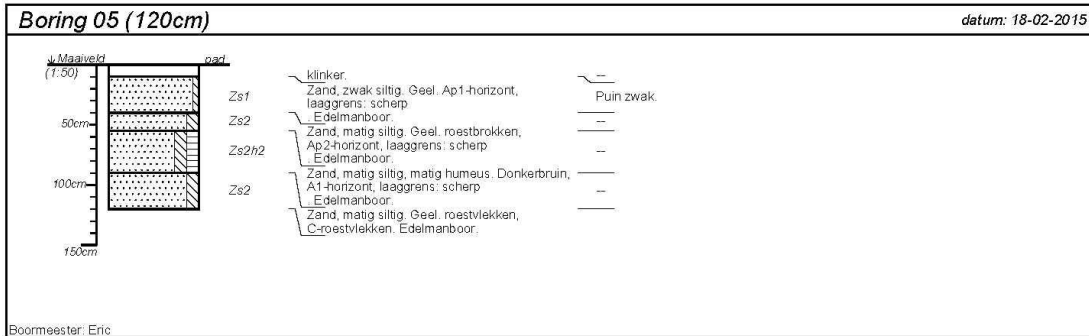 Boring 05 (120cm)
datum: 18-02-2015
↓ Maaiveld
pad
(1:50)
klinker.
--
Zs1
Zand, zwak siltig. Geel. Ap1-horizont,
laaggrens: scherp
. Edelmanboor.
Puin zwak.
50cm
Zs2
Zand, matig siltig. Geel. roestbrokken,
Ap2-horizont, laaggrens: scherp
. Edelmanboor.
--
Zs2h2
Zand, matig siltig, matig humeus. Donkerbruin,
A1-horizont, laaggrens: scherp
. Edelmanboor.
--
100cm
Zs2
Zand, matig siltig. Geel. roestvlekken,
C-roestvlekken. Edelmanboor.
--
150cm
Boormeester: Eric